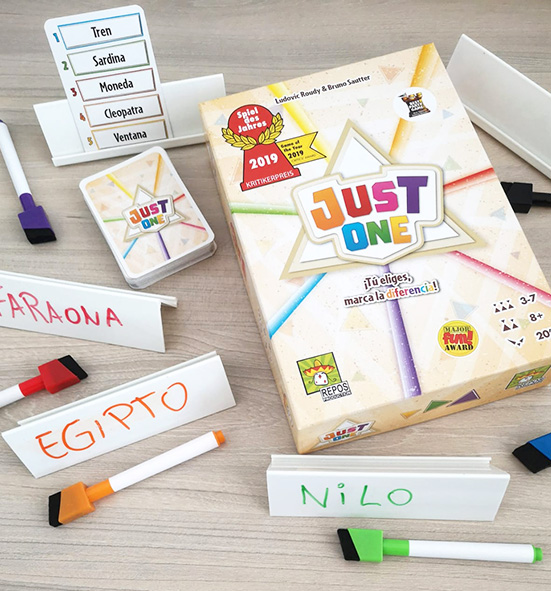 1 Tren
2 Sardina
3 Moneda
4 Cleopatra
5 Ventana
Ludovic Roudy & Bruno Sautter
Spiel des Jahres
2019
KRITIKERPREIS
Game of the Year
2019
JUST
ONE
¡Tú eliges,
marca la diferencia!
JUST
ONE
3-7
8+
MAJOR
fun!
AWARD
REPOS
PRODUCTION
JUST ONE
FARAONA
EGIPTO
NiLO